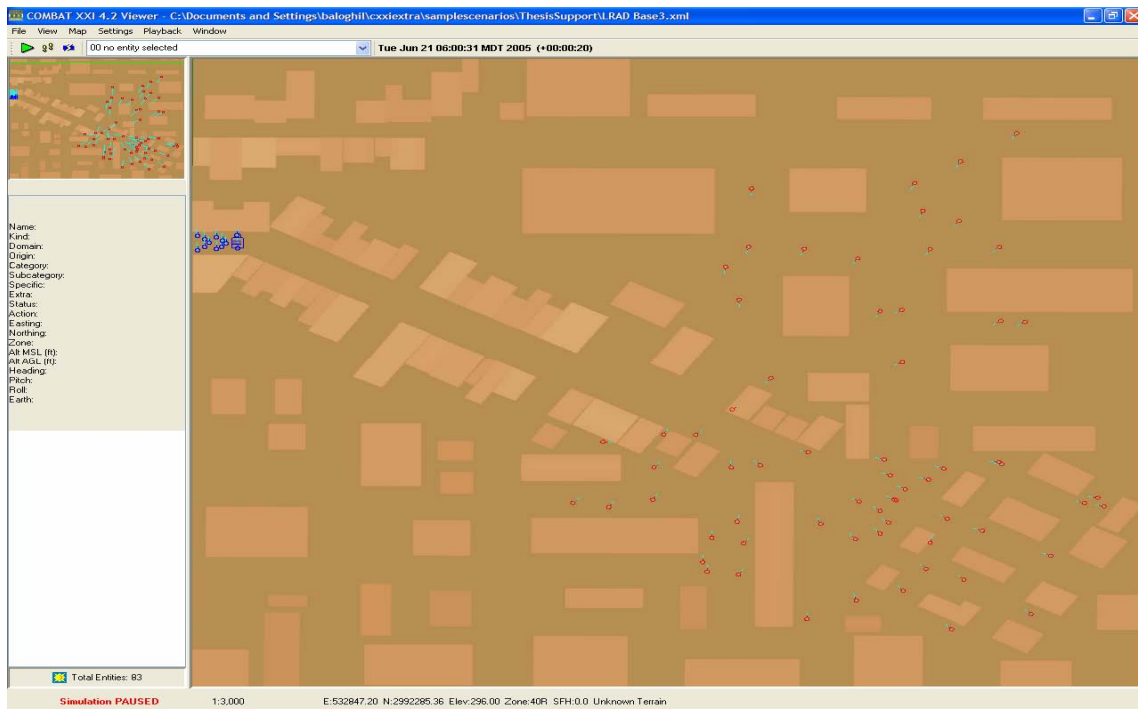 COMBAT XXI 4.2 Viewer - C:\Documents and Settings\baloghil\cxxiextra\samplescenarios\ThesisSupport\LRAD Base3.xml
File View Map Settings Playback Window
00 no entity selected Tue Jun 21 06:00:31 MDT 2005 (+00:00:20)
Name:
Kind:
Domain:
Origin:
Category:
Subcategory:
Specific:
Extra:
Status:
Action:
Easting:
Northing:
Zone:
Alt MSL (ft):
Alt AGL (ft):
Heading:
Pitch:
Roll:
Earth:
Total Entities: 83
Simulation PAUSED 1:3,000 E:532847.20 N:2992285.36 Elev:296.00 Zone:40R SFH:0.0 Unknown Terrain